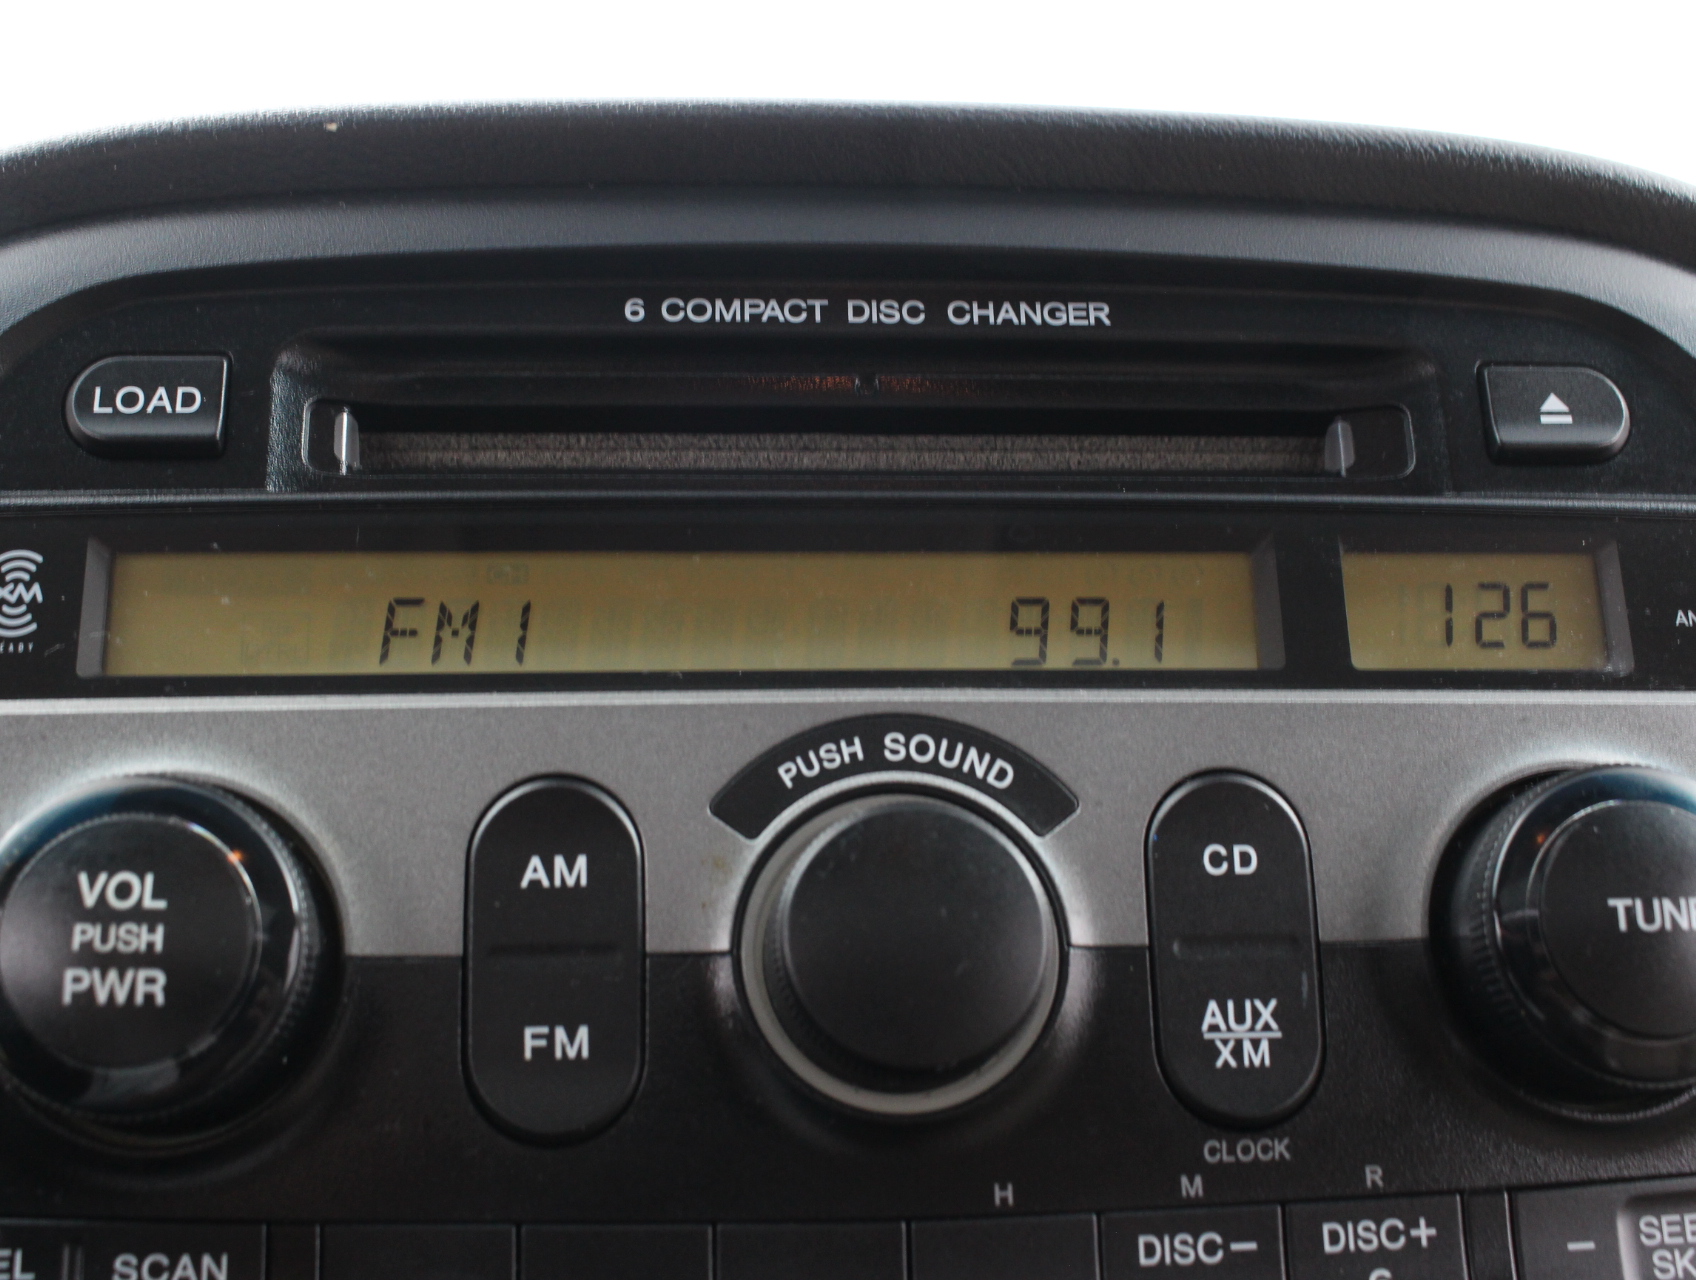 6 COMPACT DISC CHANGER
LOAD
XM
FM1 99.1
126
PUSH SOUND
VOL
PUSH
PWR
AM
FM
CD
AUX
XM
CLOCK
H M R
SCAN
DISC−
DISC+
−